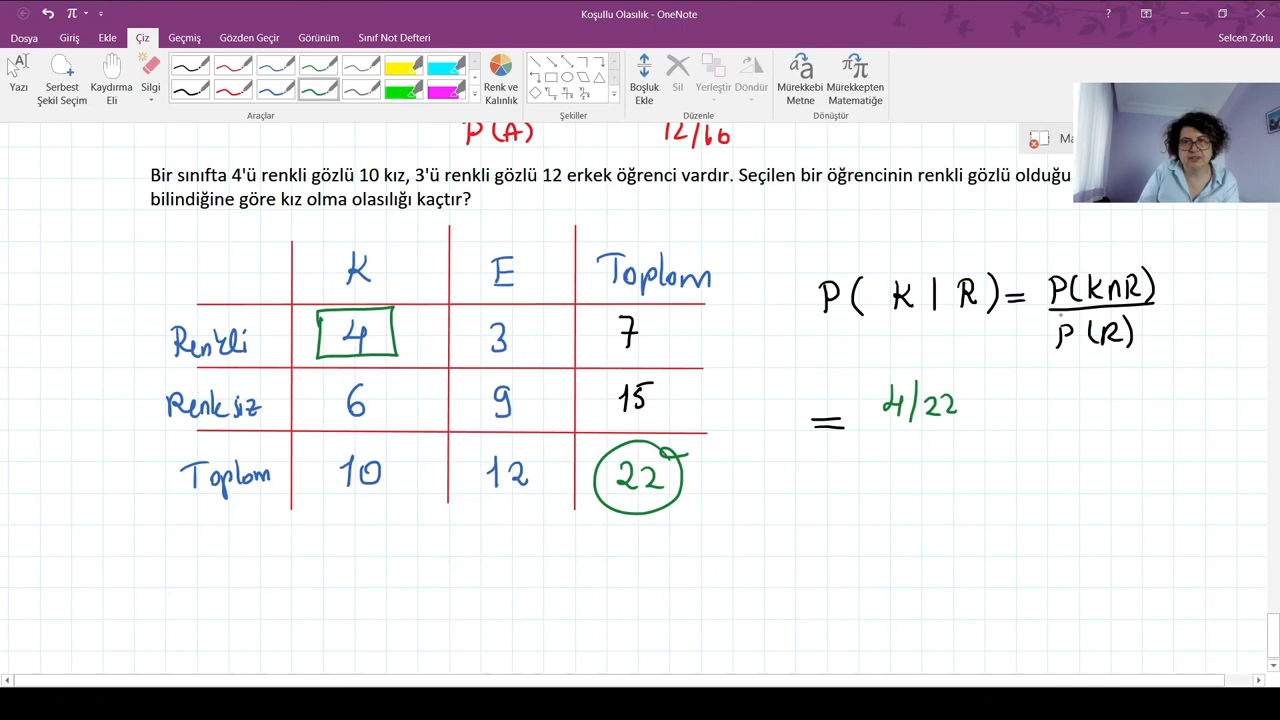 Koşullu Olasılık - OneNote
Dosya Giriş Ekle Çiz Geçmiş Gözden Geçir Görünüm Sınıf Not Defteri Selcen Zorlu
Yazı Serbest Şekil Seçim Kaydırma Eli Silgi Renk ve Kalınlık Boşluk Ekle Sil Yerleştir Döndür Mürekkebi Metne Mürekkepten Matematiğe
Araçlar Şekiller Düzenle Dönüştür
P(A) 12/66
Bir sınıfta 4'ü renkli gözlü 10 kız, 3'ü renkli gözlü 12 erkek öğrenci vardır. Seçilen bir öğrencinin renkli gözlü olduğu
bilindiğine göre kız olma olasılığı kaçtır?
K E Toplam
Renkli 4 3 7
Renksiz 6 9 15
Toplam 10 12 22
P( K | R) = P(K∩R)
P(R)
= 4/22